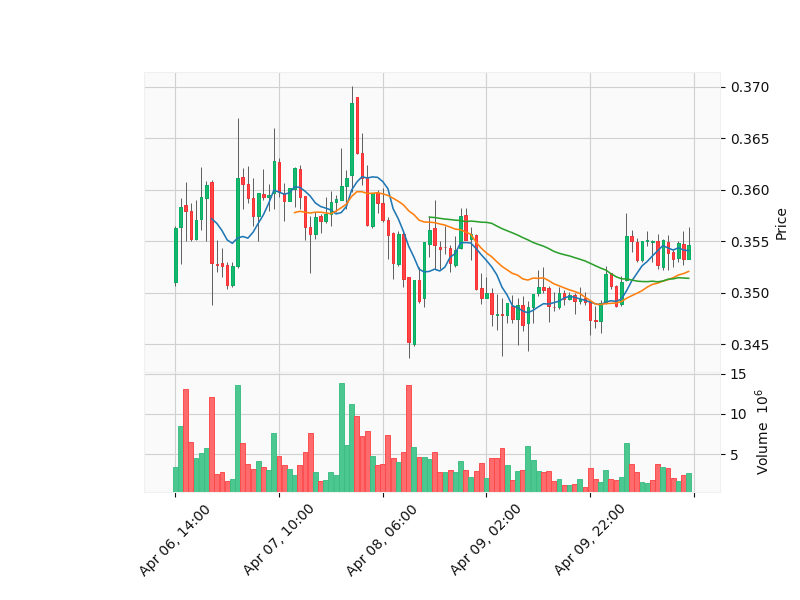 0.370
0.365
0.360
0.355
0.350
0.345
Price
15
10
5
Volume 10^6
Apr 06, 14:00
Apr 07, 10:00
Apr 08, 06:00
Apr 09, 02:00
Apr 09, 22:00